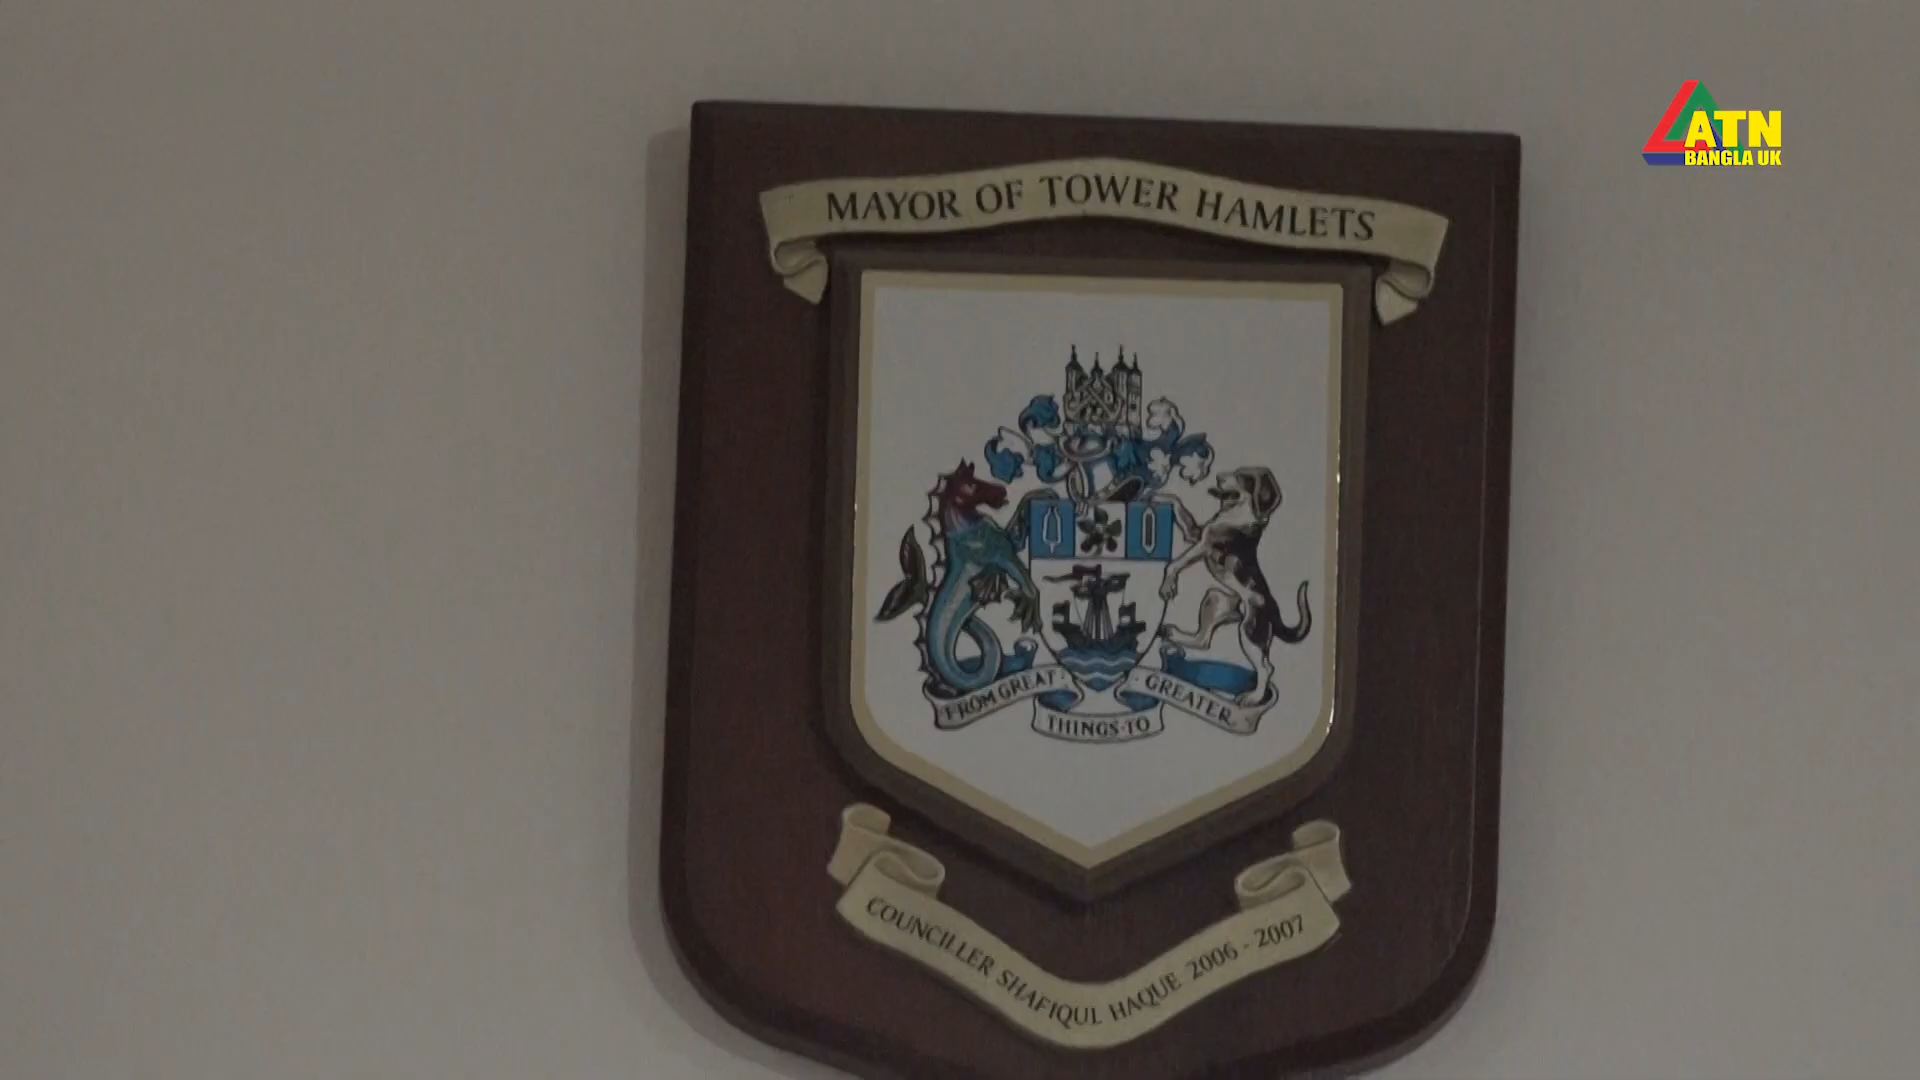 ATN
BANGLA UK
MAYOR OF TOWER HAMLETS
FROM GREAT · THINGS·TO · GREATER
COUNCILLER SHAFIQUL HAQUE 2006 - 2007